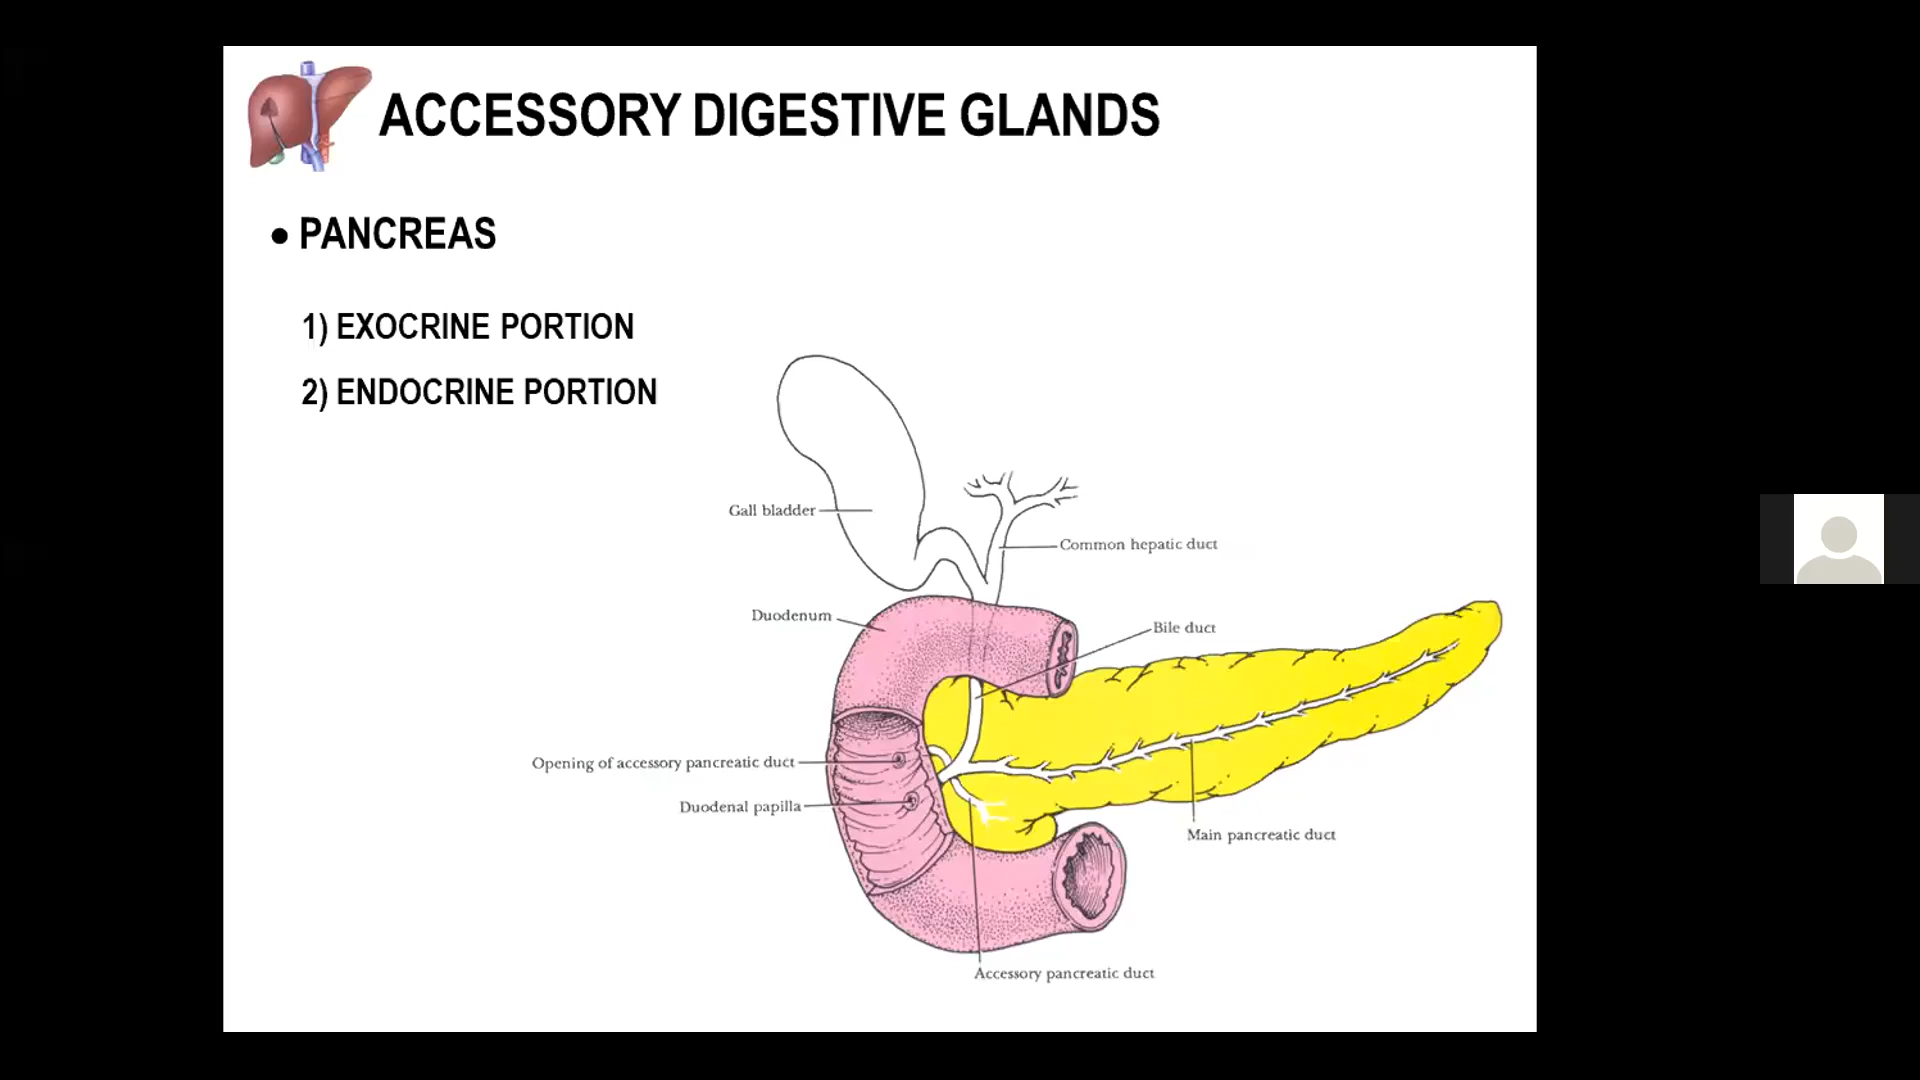 ACCESSORY DIGESTIVE GLANDS
• PANCREAS
1) EXOCRINE PORTION
2) ENDOCRINE PORTION
Gall bladder
Common hepatic duct
Duodenum
Bile duct
Opening of accessory pancreatic duct
Duodenal papilla
Main pancreatic duct
Accessory pancreatic duct